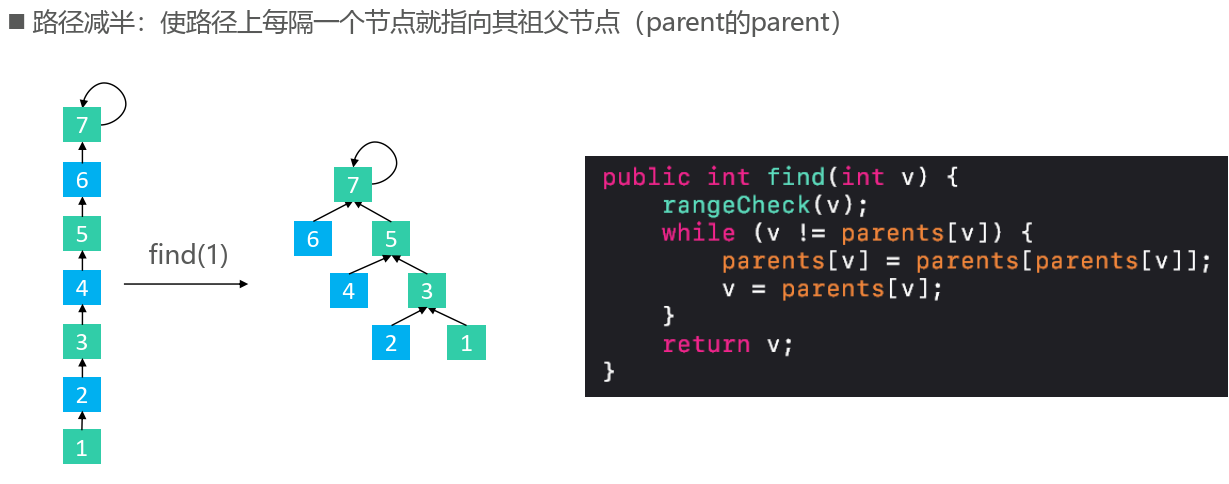 ■ 路径减半：使路径上每隔一个节点就指向其祖父节点（parent的parent）
7
6
5
4
3
2
1
find(1)
7
6 5
4 3
2 1
public int find(int v) {
    rangeCheck(v);
    while (v != parents[v]) {
        parents[v] = parents[parents[v]];
        v = parents[v];
    }
    return v;
}